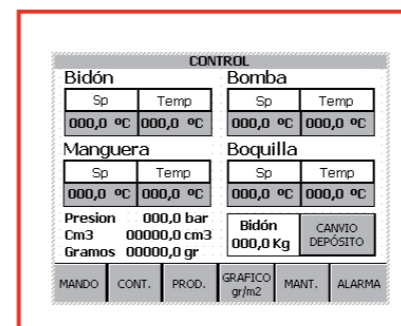 CONTROL
Bidón Bomba
Sp Temp Sp Temp
000,0 ºC 000,0 ºC 000,0 ºC 000,0 ºC
Manguera Boquilla
Sp Temp Sp Temp
000,0 ºC 000,0 ºC 000,0 ºC 000,0 ºC
Presion 000,0 bar
Cm3 00000,0 cm3
Gramos 00000,0 gr
Bidón
000,0 Kg
CANVIO
DEPÓSITO
MANDO CONT. PROD. GRAFICO gr/m2 MANT. ALARMA